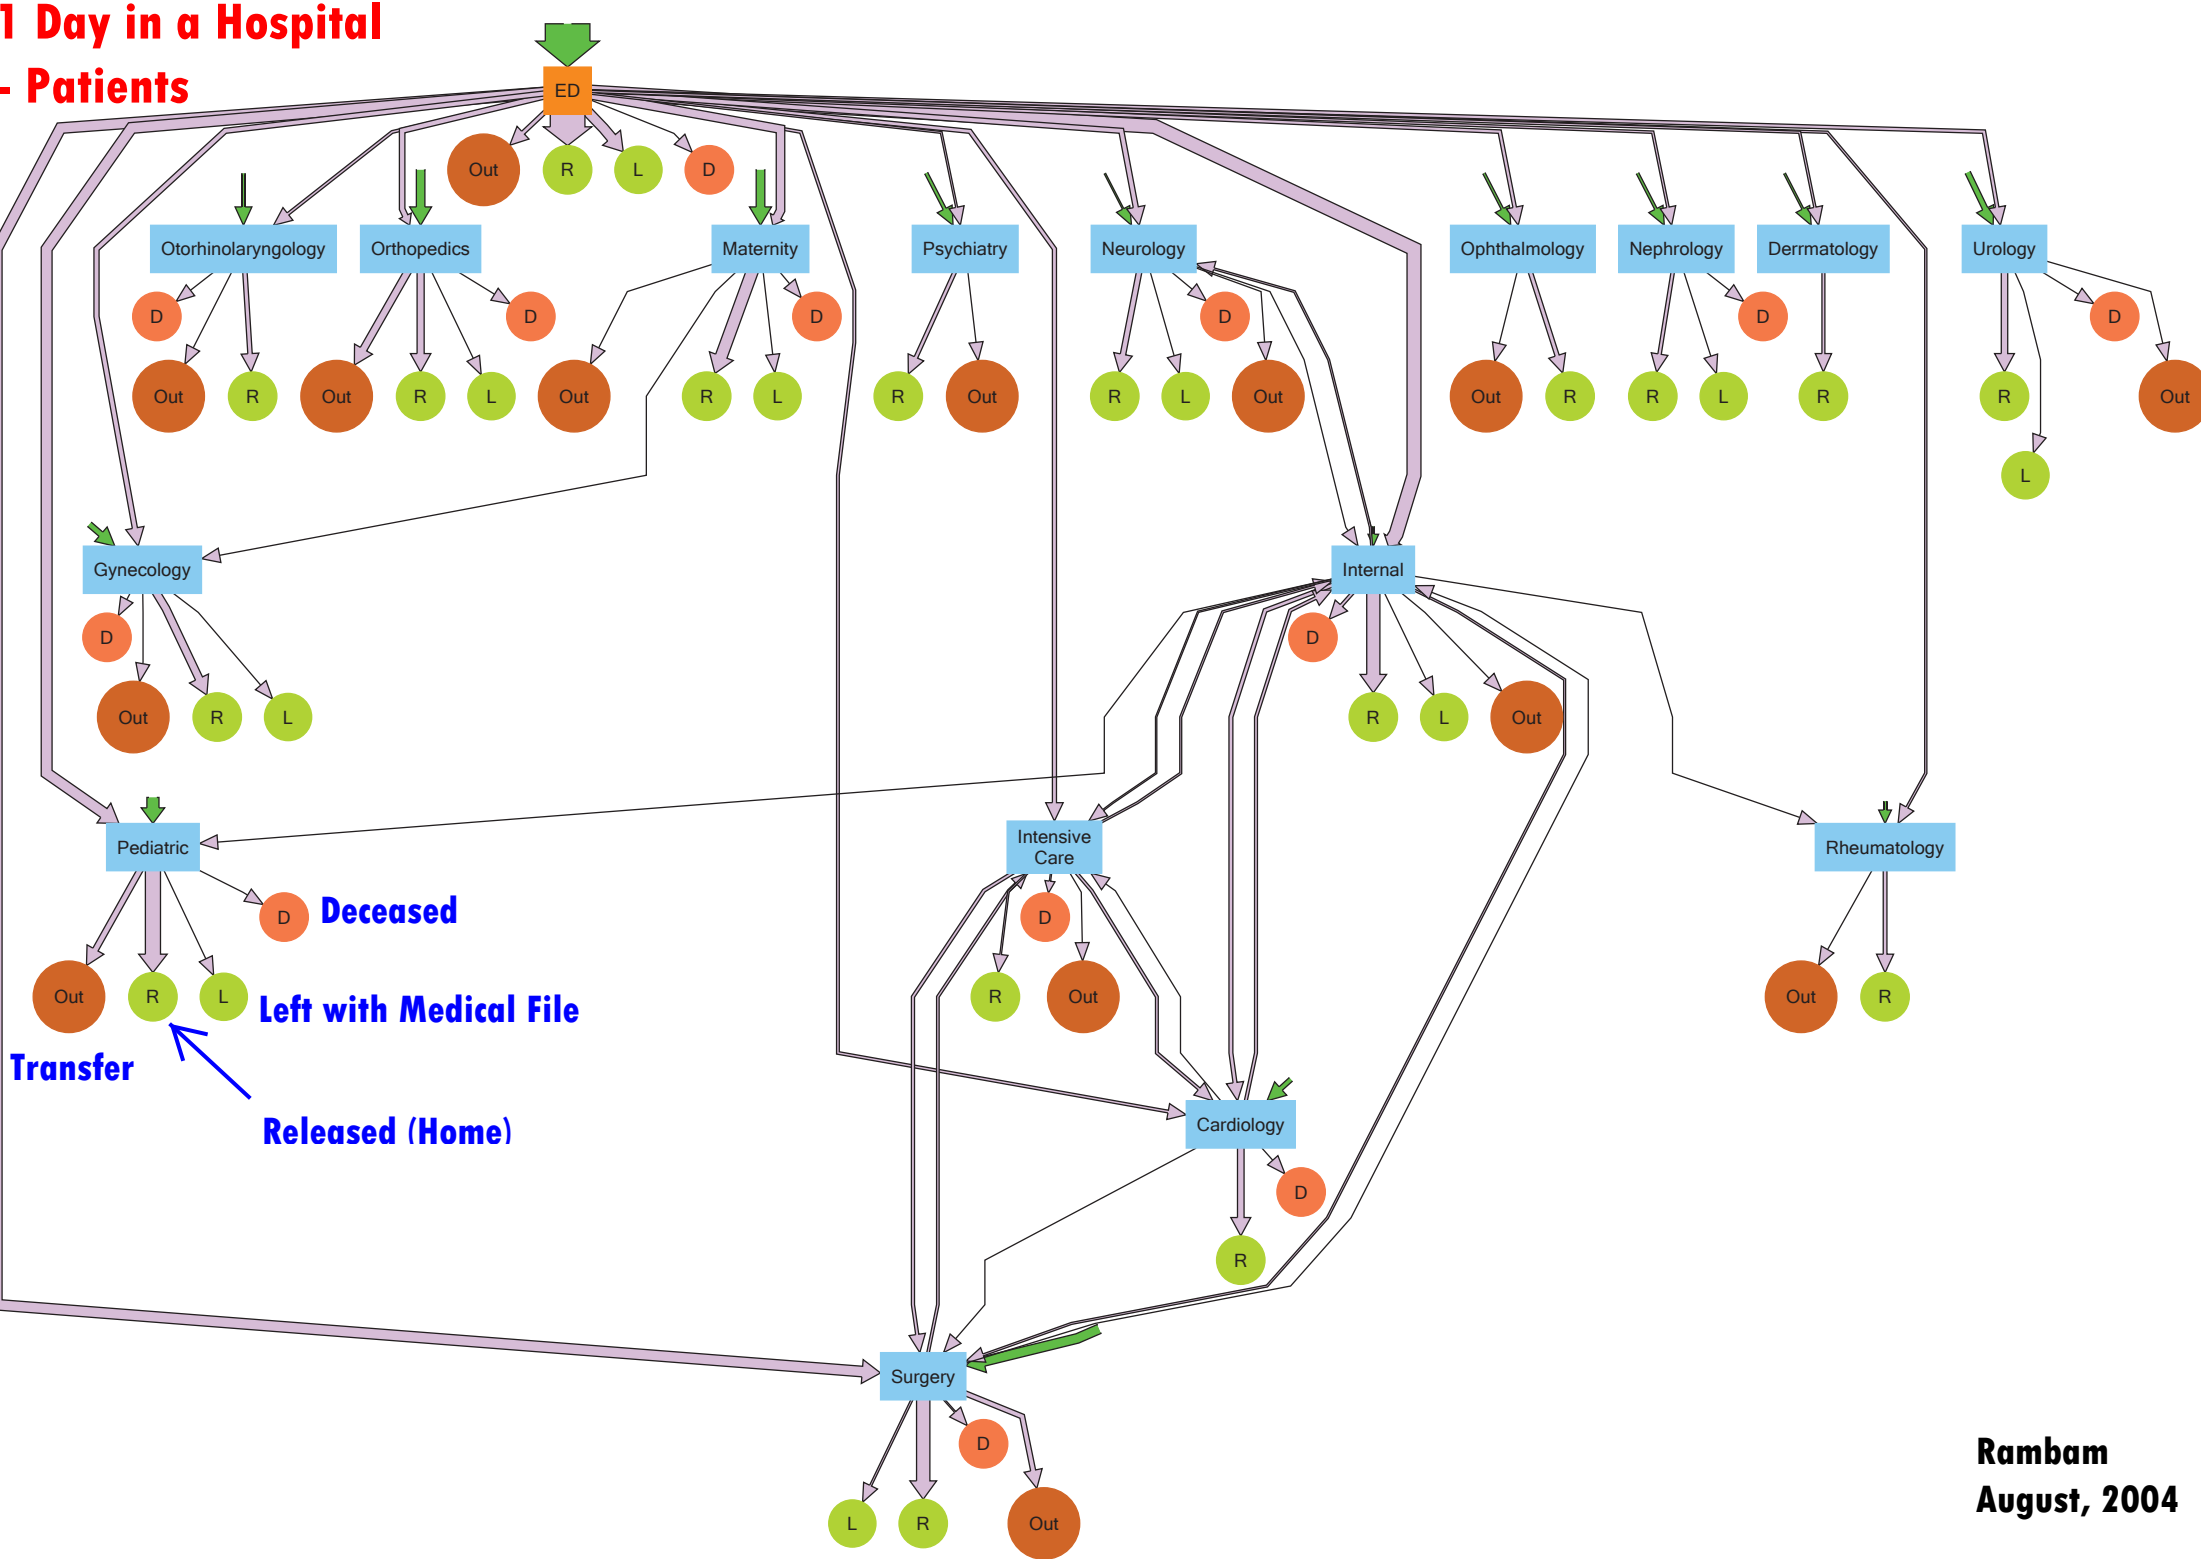 1 Day in a Hospital
- Patients
ED
Out
R
L
D
Otorhinolaryngology
Orthopedics
Maternity
Psychiatry
Neurology
Ophthalmology
Nephrology
Derrmatology
Urology
D
D
D
D
D
D
Out
R
Out
R
L
Out
R
L
R
Out
R
L
Out
Out
R
R
L
R
R
Out
L
Gynecology
Internal
D
D
Out
R
L
R
L
Out
Pediatric
Intensive
Care
Rheumatology
D
Deceased
D
Out
R
L
Left with Medical File
R
Out
Out
R
Transfer
Released (Home)
Cardiology
D
R
Surgery
D
L
R
Out
Rambam
August, 2004